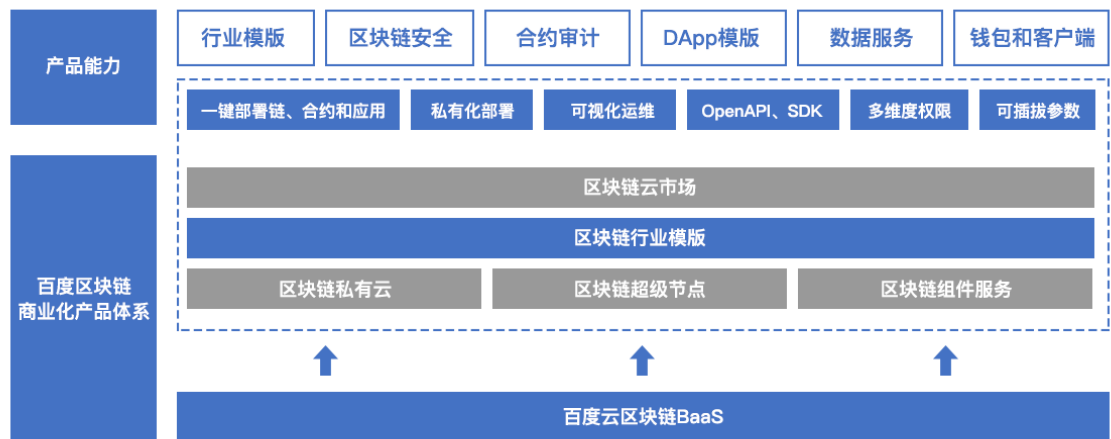 产品能力
行业模版
区块链安全
合约审计
DApp模版
数据服务
钱包和客户端
一键部署链、合约和应用
私有化部署
可视化运维
OpenAPI、SDK
多维度权限
可插拔参数
百度区块链
商业化产品体系
区块链云市场
区块链行业模版
区块链私有云
区块链超级节点
区块链组件服务
百度云区块链BaaS